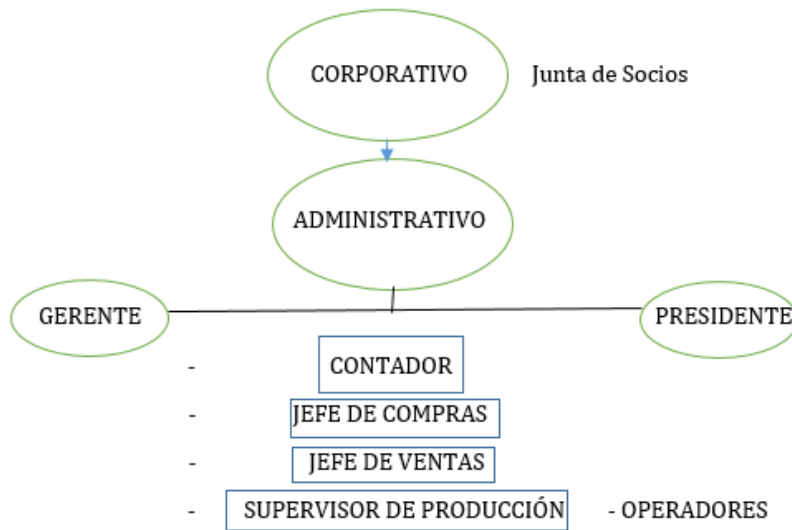 CORPORATIVO Junta de Socios
ADMINISTRATIVO
GERENTE PRESIDENTE
- CONTADOR
- JEFE DE COMPRAS
- JEFE DE VENTAS
- SUPERVISOR DE PRODUCCIÓN - OPERADORES